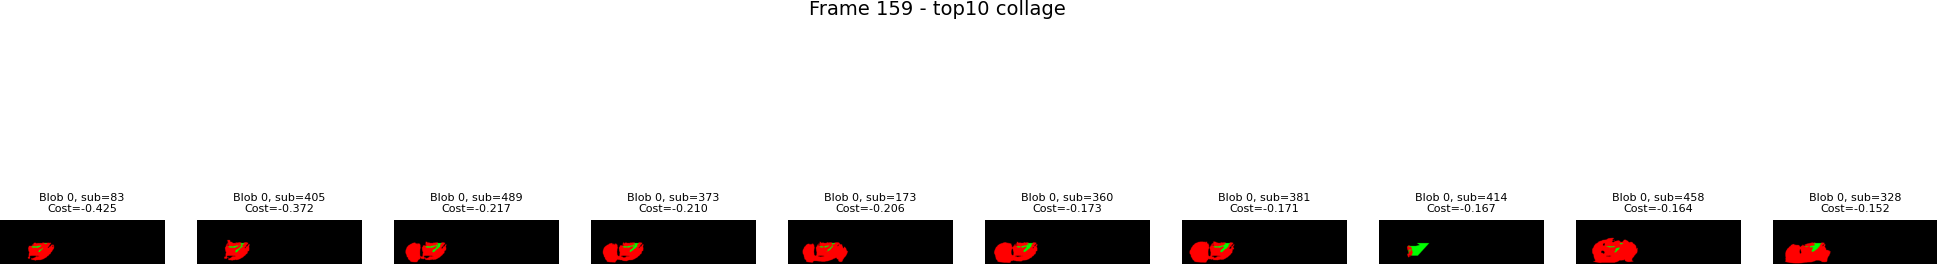 Frame 159 - top10 collage
Blob 0, sub=83
Cost=-0.425
Blob 0, sub=405
Cost=-0.372
Blob 0, sub=489
Cost=-0.217
Blob 0, sub=373
Cost=-0.210
Blob 0, sub=173
Cost=-0.206
Blob 0, sub=360
Cost=-0.173
Blob 0, sub=381
Cost=-0.171
Blob 0, sub=414
Cost=-0.167
Blob 0, sub=458
Cost=-0.164
Blob 0, sub=328
Cost=-0.152